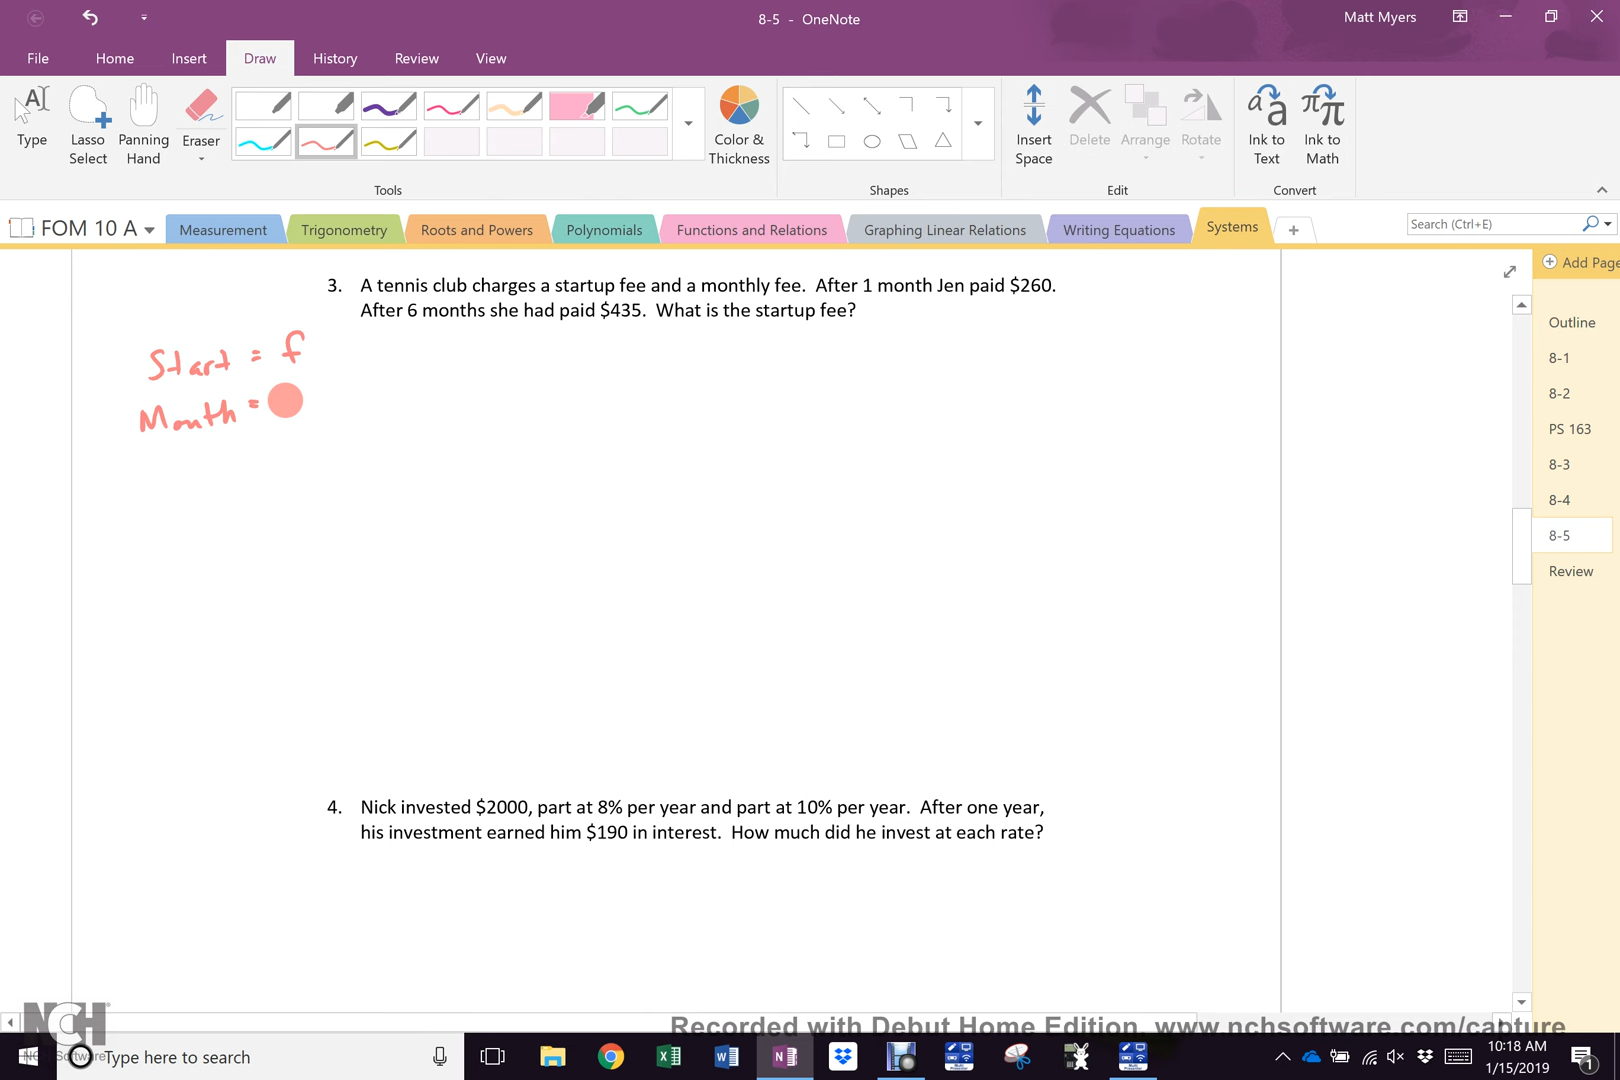 8-5 - OneNote
Matt Myers
File Home Insert Draw History Review View
Type
Lasso Select
Panning Hand
Eraser
Color & Thickness
Insert Space
Delete
Arrange
Rotate
Ink to Text
Ink to Math
Tools
Shapes
Edit
Convert
FOM 10 A
Measurement
Trigonometry
Roots and Powers
Polynomials
Functions and Relations
Graphing Linear Relations
Writing Equations
Systems
Search (Ctrl+E)
Add Page
3. A tennis club charges a startup fee and a monthly fee. After 1 month Jen paid $260.
After 6 months she had paid $435. What is the startup fee?
Start = f
Month =
4. Nick invested $2000, part at 8% per year and part at 10% per year. After one year,
his investment earned him $190 in interest. How much did he invest at each rate?
Outline
8-1
8-2
PS 163
8-3
8-4
8-5
Review
NCH
NCH Software
Recorded with Debut Home Edition. www.nchsoftware.com/capture
Type here to search
10:18 AM
1/15/2019
1